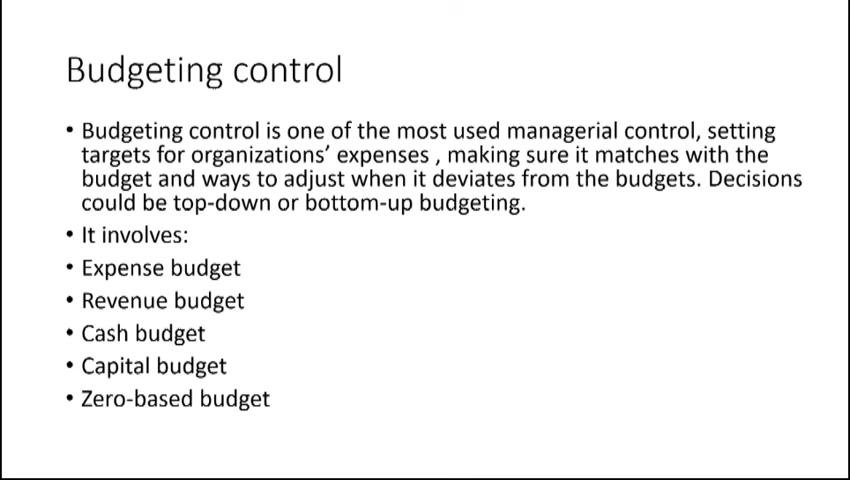 Budgeting control
• Budgeting control is one of the most used managerial control, setting
targets for organizations’ expenses , making sure it matches with the
budget and ways to adjust when it deviates from the budgets. Decisions
could be top-down or bottom-up budgeting.
• It involves:
• Expense budget
• Revenue budget
• Cash budget
• Capital budget
• Zero-based budget